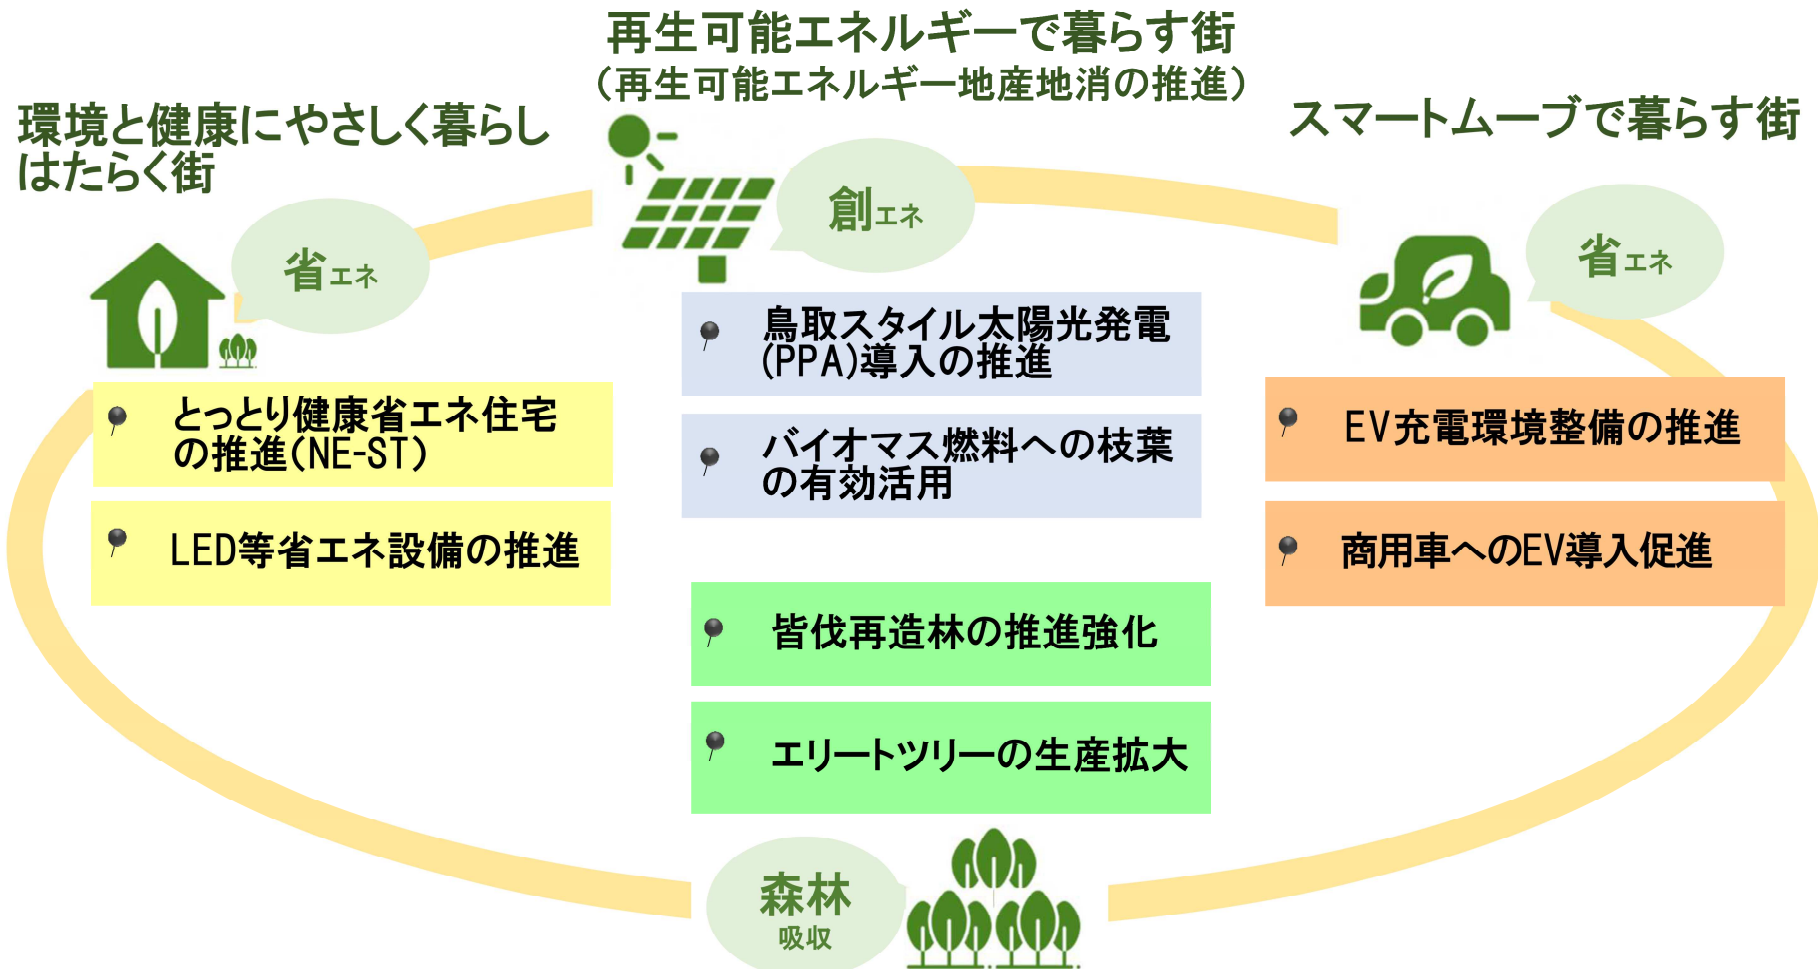 再生可能エネルギーで暮らす街
（再生可能エネルギー地産地消の推進）
環境と健康にやさしく暮らし
はたらく街
スマートムーブで暮らす街
省エネ
創エネ
省エネ
とっとり健康省エネ住宅
の推進(NE-ST)
LED等省エネ設備の推進
鳥取スタイル太陽光発電
(PPA)導入の推進
バイオマス燃料への枝葉
の有効活用
EV充電環境整備の推進
商用車へのEV導入促進
皆伐再造林の推進強化
エリートツリーの生産拡大
森林
吸収